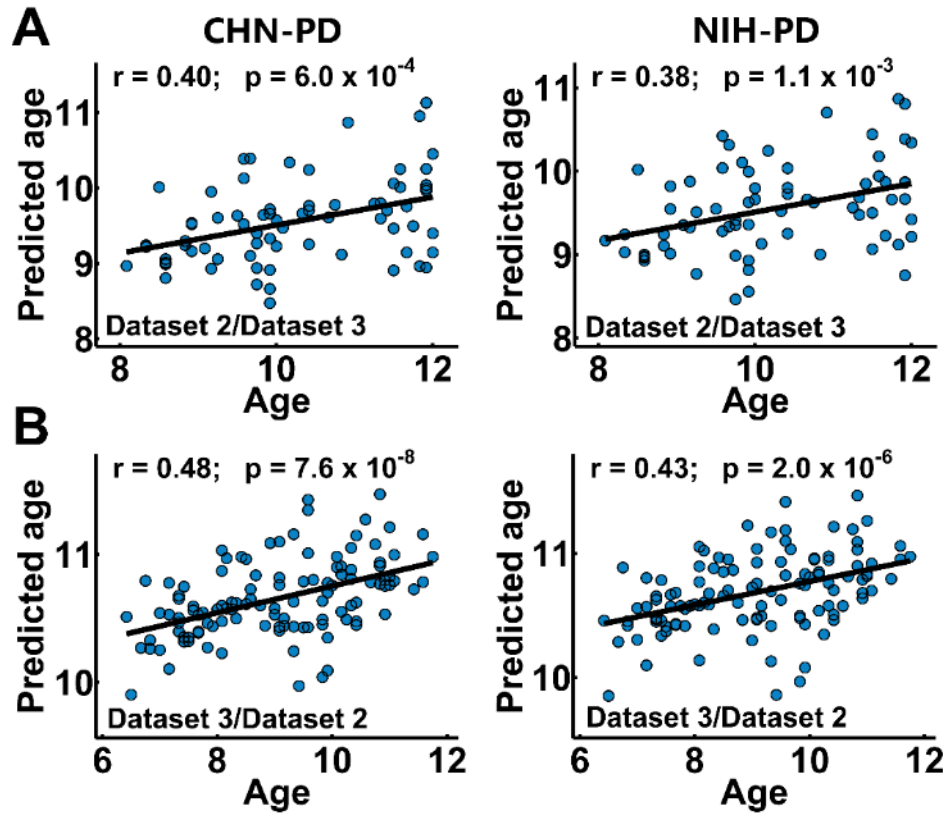 A
CHN-PD
NIH-PD
r = 0.40; p = 6.0 x 10⁻⁴
r = 0.38; p = 1.1 x 10⁻³
Predicted age
11
10
9
8
Dataset 2/Dataset 3
8
10
12
Age
Predicted age
11
10
9
8
Dataset 2/Dataset 3
8
10
12
Age
B
r = 0.48; p = 7.6 x 10⁻⁸
r = 0.43; p = 2.0 x 10⁻⁶
Predicted age
11
10
Dataset 3/Dataset 2
6
8
10
12
Age
Predicted age
11
10
Dataset 3/Dataset 2
6
8
10
12
Age